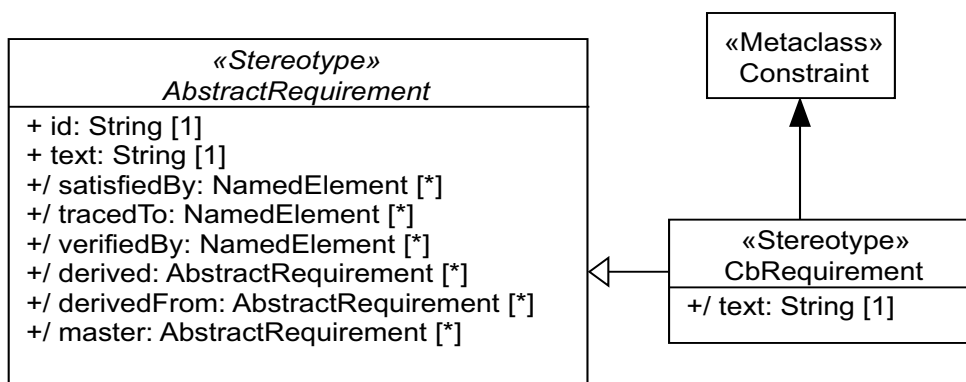 «Stereotype»
AbstractRequirement
+ id: String [1]
+ text: String [1]
+/ satisfiedBy: NamedElement [*]
+/ tracedTo: NamedElement [*]
+/ verifiedBy: NamedElement [*]
+/ derived: AbstractRequirement [*]
+/ derivedFrom: AbstractRequirement [*]
+/ master: AbstractRequirement [*]
«Metaclass»
Constraint
«Stereotype»
CbRequirement
+/ text: String [1]